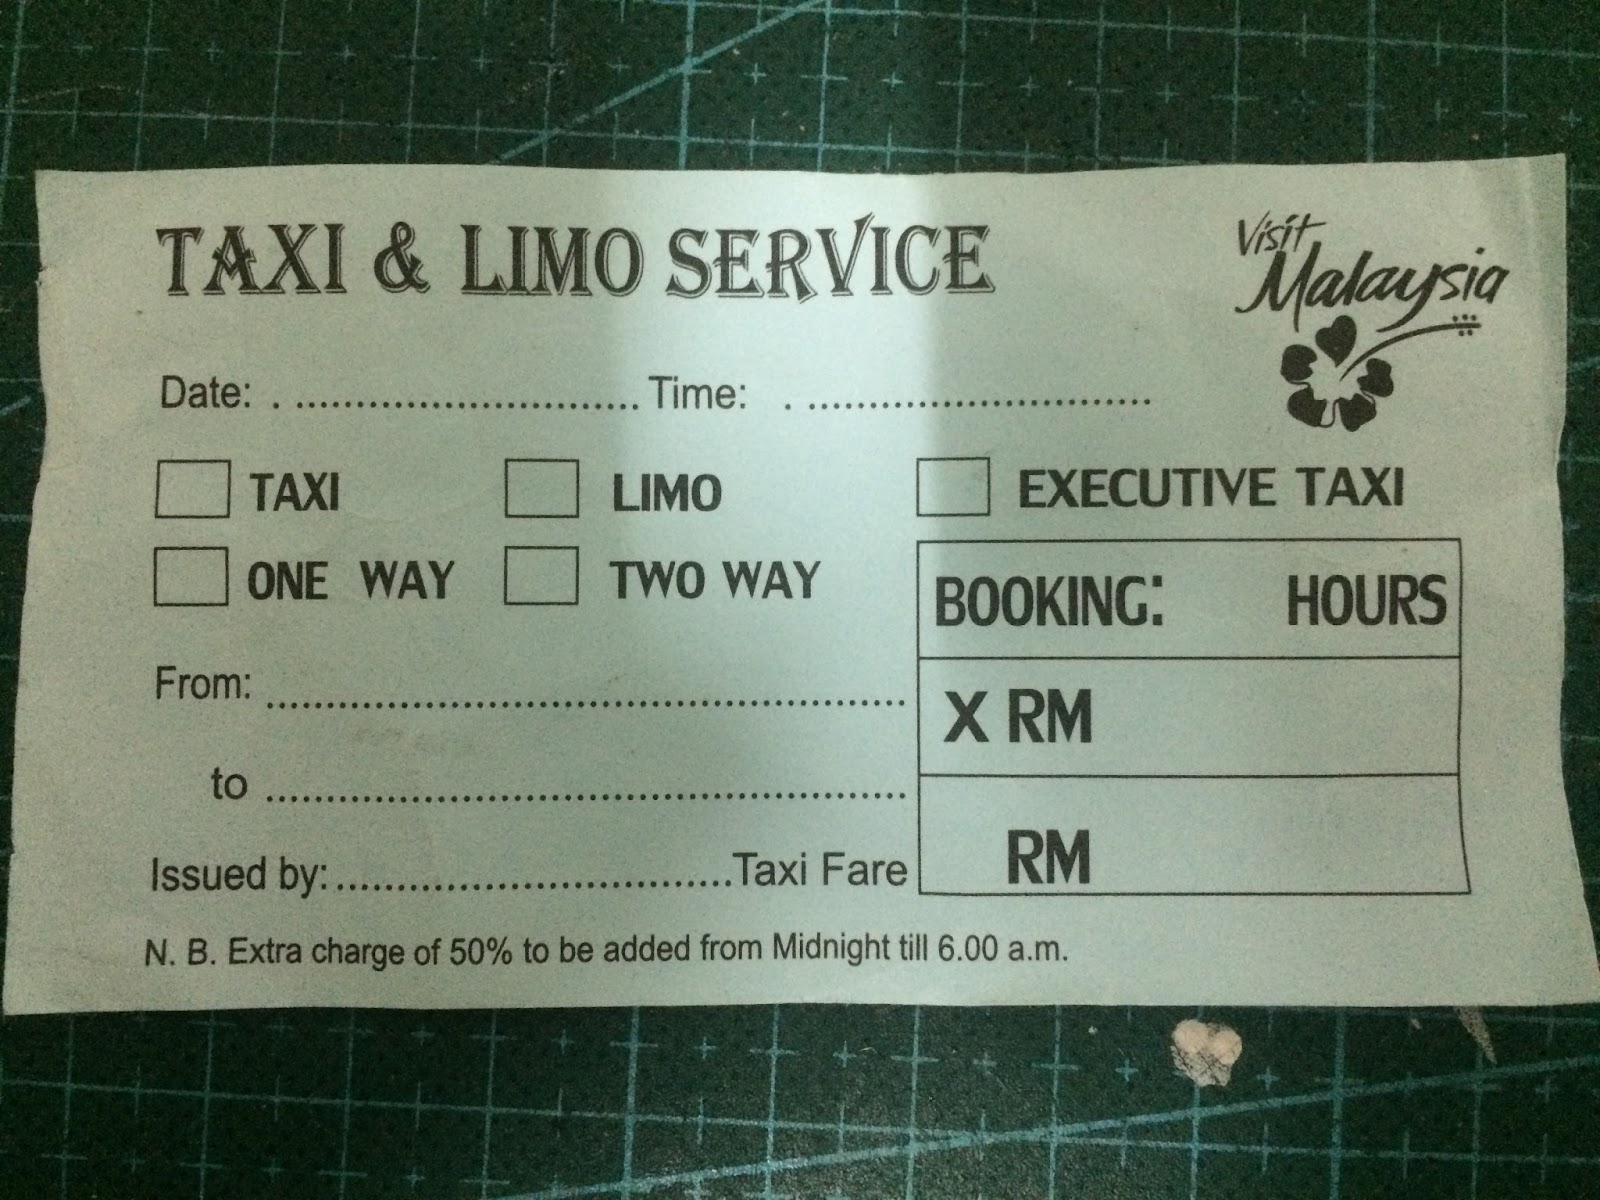 TAXI & LIMO SERVICE
Visit
Malaysia
Date: . ............................ Time: . .............................
TAXI LIMO EXECUTIVE TAXI
ONE WAY TWO WAY
BOOKING: HOURS
From: .....................................................
X RM
to .....................................................
Issued by:.................................Taxi Fare
RM
N. B. Extra charge of 50% to be added from Midnight till 6.00 a.m.